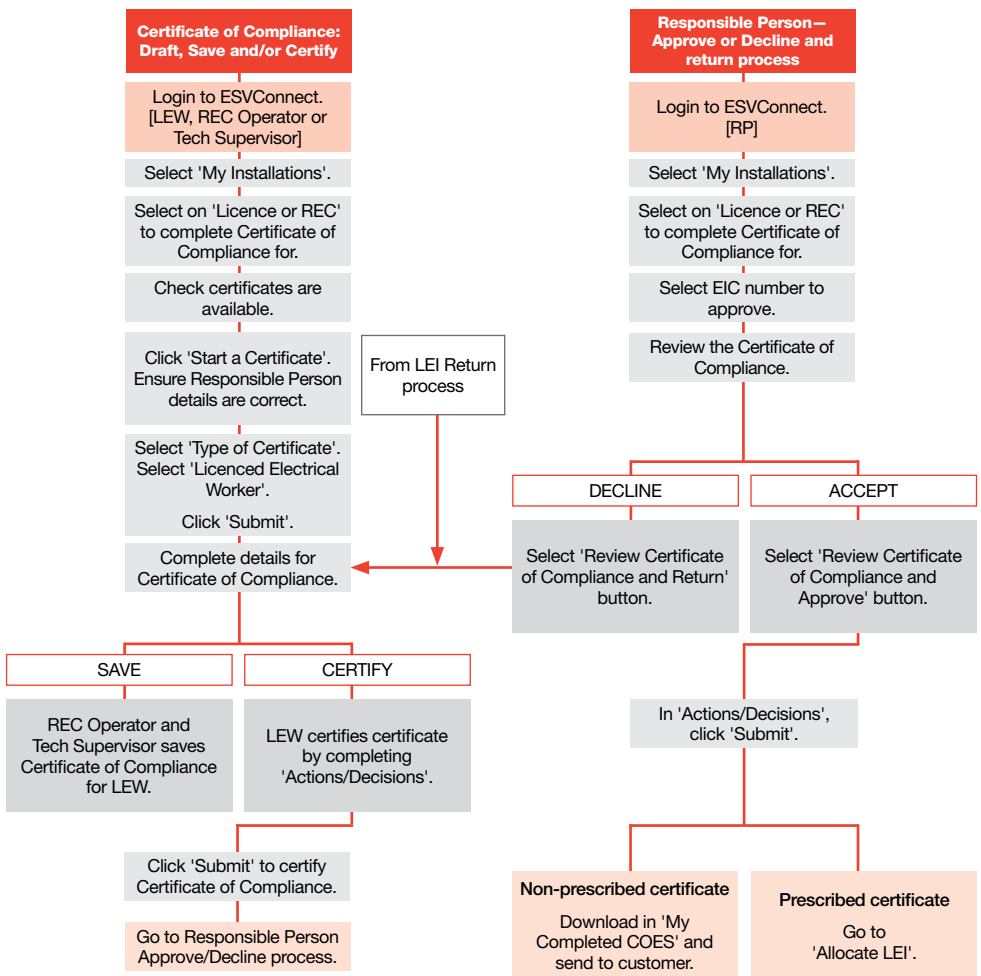 Certificate of Compliance:
Draft, Save and/or Certify
Login to ESVConnect.
[LEW, REC Operator or
Tech Supervisor]
Select 'My Installations'.
Select on 'Licence or REC'
to complete Certificate of
Compliance for.
Check certificates are
available.
Click 'Start a Certificate'.
Ensure Responsible Person
details are correct.
Select 'Type of Certificate'.
Select 'Licenced Electrical
Worker'.
Click 'Submit'.
Complete details for
Certificate of Compliance.
From LEI Return
process
SAVE
REC Operator and
Tech Supervisor saves
Certificate of Compliance
for LEW.
CERTIFY
LEW certifies certificate
by completing
'Actions/Decisions'.
Click 'Submit' to certify
Certificate of Compliance.
Go to Responsible Person
Approve/Decline process.
Responsible Person—
Approve or Decline and
return process
Login to ESVConnect.
[RP]
Select 'My Installations'.
Select on 'Licence or REC'
to complete Certificate of
Compliance for.
Select EIC number to
approve.
Review the Certificate of
Compliance.
DECLINE
Select 'Review Certificate
of Compliance and Return'
button.
ACCEPT
Select 'Review Certificate
of Compliance and
Approve' button.
In 'Actions/Decisions',
click 'Submit'.
Non-prescribed certificate
Download in 'My
Completed COES' and
send to customer.
Prescribed certificate
Go to
'Allocate LEI'.